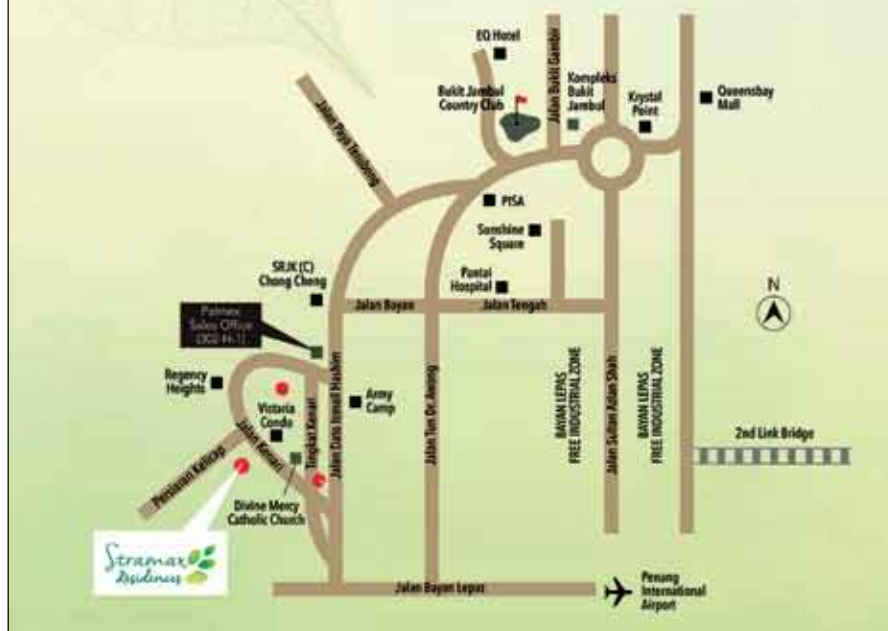 EQ Hotel
Bukit Jambul
Country Club
Jalan Bukit Gambir
Kompleks
Bukit
Jambul
Krystal
Point
Queensbay
Mall
Jalan Paya Terubong
PISA
Sunshine
Square
SRJK (C)
Chong Cheng
Pantai
Hospital
N
Jalan Bayan
Jalan Tengah
Palmex
Sales Office
(302-H-1)
Regency
Heights
Vistaria
Condo
Army
Camp
Jalan Kenari
Tingkat Kenari
Jalan Dato Ismail Hashim
Jalan Tun Dr. Awang
BAYAN LEPAS
FREE INDUSTRIAL ZONE
Jalan Sultan Azlan Shah
BAYAN LEPAS
FREE INDUSTRIAL ZONE
2nd Link Bridge
Persiaran Kelicap
Divine Mercy
Catholic Church
Stramax
Residences
Jalan Bayan Lepas
Penang
International
Airport